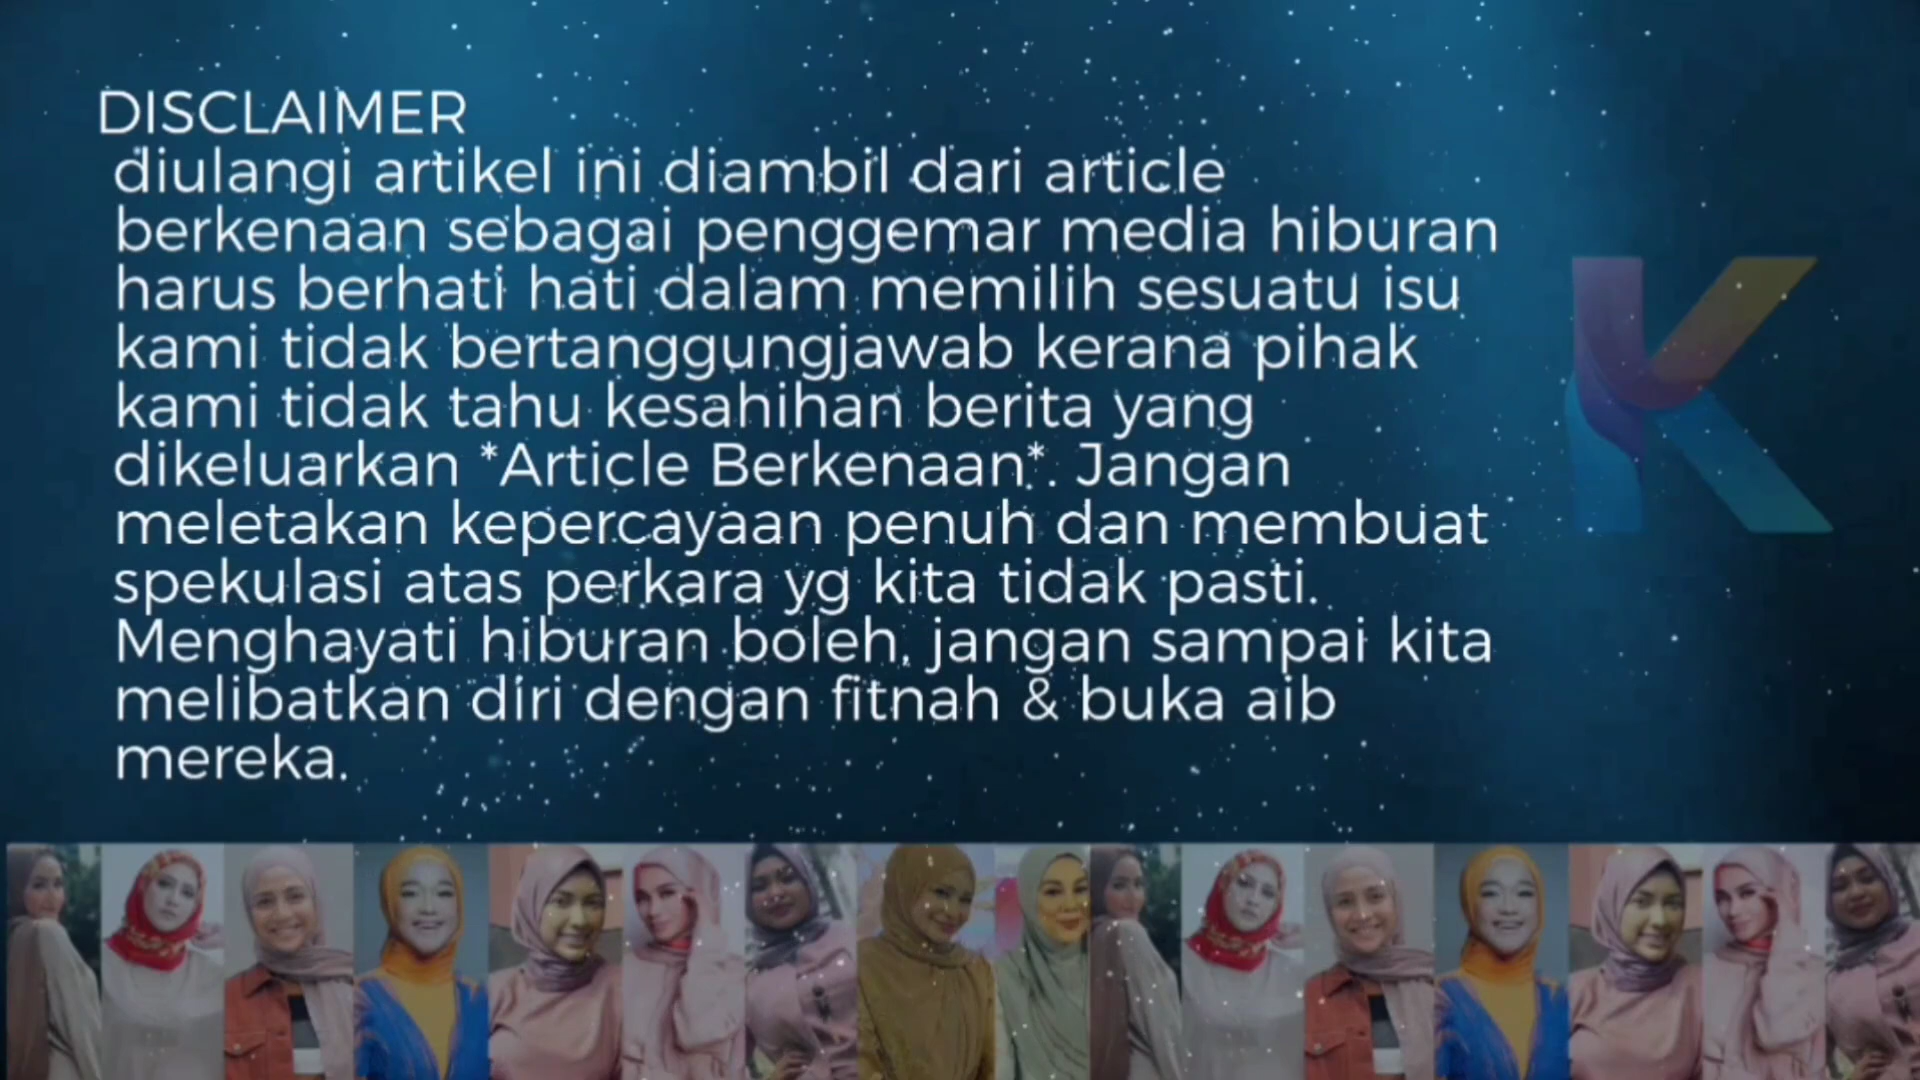 DISCLAIMER
diulangi artikel ini diambil dari article
berkenaan sebagai penggemar media hiburan
harus berhati hati dalam memilih sesuatu isu
kami tidak bertanggungjawab kerana pihak
kami tidak tahu kesahihan berita yang
dikeluarkan *Article Berkenaan*. Jangan
meletakan kepercayaan penuh dan membuat
spekulasi atas perkara yg kita tidak pasti.
Menghayati hiburan boleh, jangan sampai kita
melibatkan diri dengan fitnah & buka aib
mereka.
K